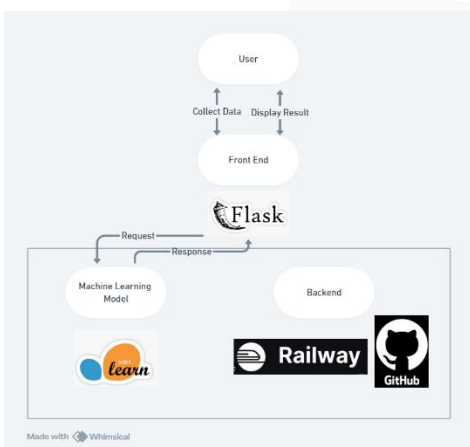 User
Collect Data
Display Result
Front End
Flask
Request
Response
Machine Learning
Model
Backend
scikit
learn
Railway
GitHub
Made with Whimsical